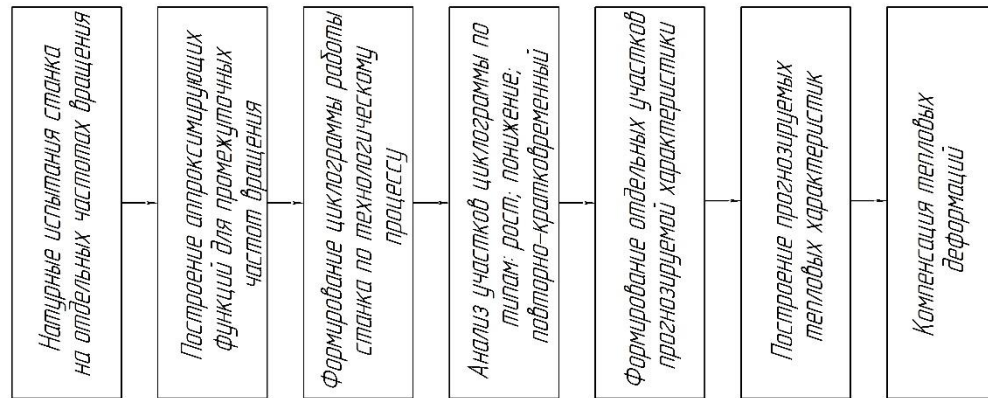 Натурные испытания станка
на отдельных частотах вращения
Построение аппроксимирующих
функций для промежуточных
частот вращения
Формирование циклограммы работы
станка по технологическому
процессу
Анализ участков циклограммы по
типам: рост; понижение;
повторно-кратковременный
Формирование отдельных участков
прогнозируемой характеристики
Построение прогнозируемых
тепловых характеристик
Компенсация тепловых
деформаций